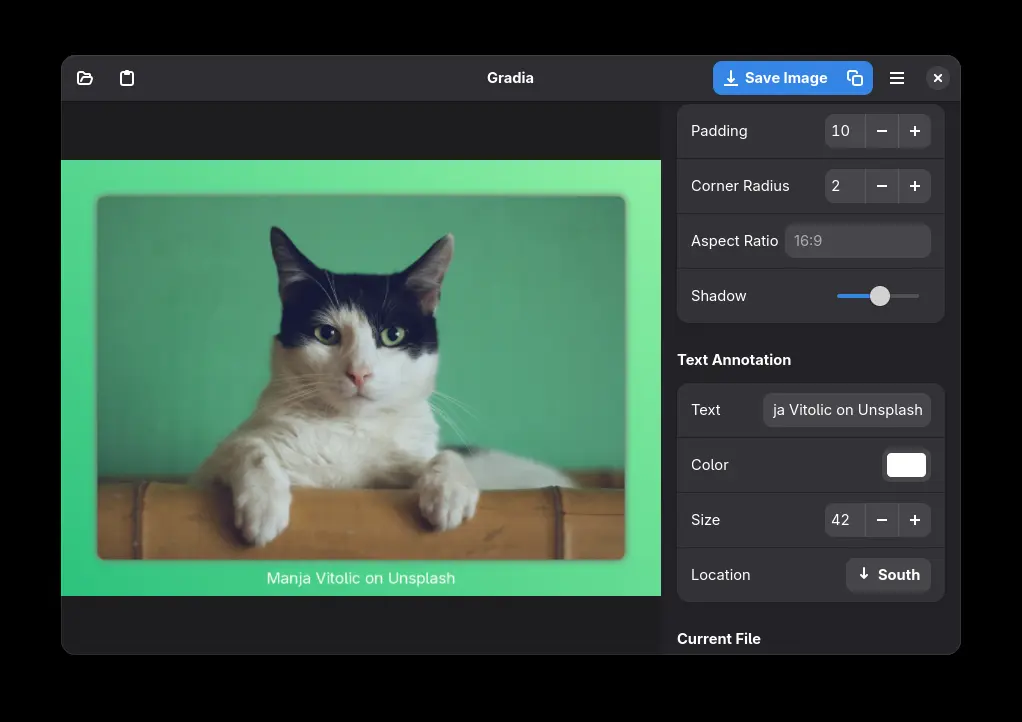 Gradia
Save Image
Padding 10
Corner Radius 2
Aspect Ratio 16:9
Shadow
Text Annotation
Text ja Vitolic on Unsplash
Color
Size 42
Location South
Current File
Manja Vitolic on Unsplash